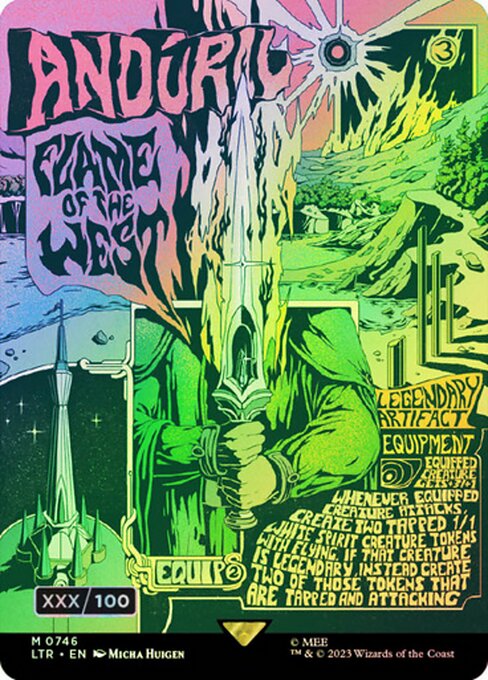 ANDÚRIL
3
FLAME
OF THE
WEST
LEGENDARY
ARTIFACT
EQUIPMENT
EQUIPPED
CREATURE
GETS +3/+1
WHENEVER EQUIPPED
CREATURE ATTACKS,
CREATE TWO TAPPED 1/1
WHITE SPIRIT CREATURE TOKENS
WITH FLYING. IF THAT CREATURE
IS LEGENDARY, INSTEAD CREATE
TWO OF THOSE TOKENS THAT
ARE TAPPED AND ATTACKING
EQUIP 2
XXX/100
M 0746
LTR • EN MICHA HUIGEN
© MEE
™ & © 2023 Wizards of the Coast